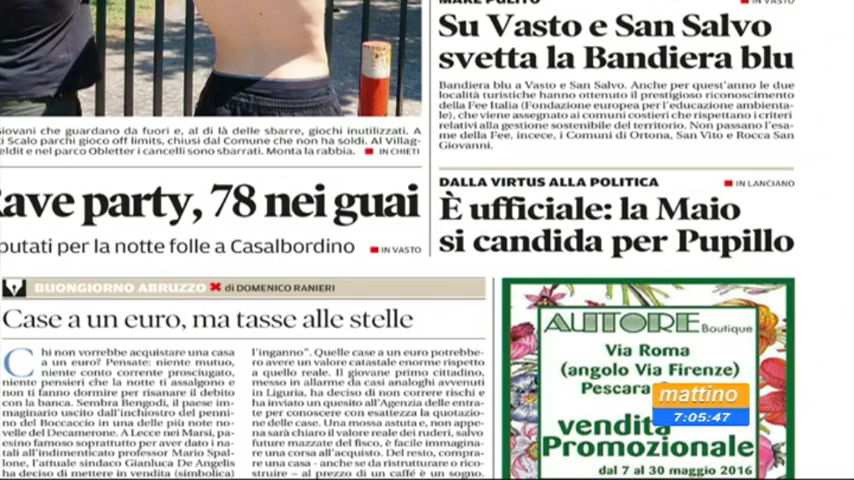 MARE PULITO
IN VASTO
Su Vasto e San Salvo
svetta la Bandiera blu
Bandiera blu a Vasto e San Salvo. Anche per quest'anno le due
località turistiche hanno ottenuto il prestigioso riconoscimento
della Fee Italia (Fondazione europea per l'educazione ambienta-
le), che viene assegnato ai comuni costieri che rispettano i criteri
relativi alla gestione sostenibile del territorio. Non passano l'esa-
me della Fee, incece, i Comuni di Ortona, San Vito e Rocca San
Giovanni.
Giovani che guardano da fuori e, al di là delle sbarre, giochi inutilizzati. A
Scalo parchi gioco off limits, chiusi dal Comune che non ha soldi. Al Villag-
e nel parco Obletter i cancelli sono sbarrati. Monta la rabbia. IN CHIETI
Rave party, 78 nei guai
putati per la notte folle a Casalbordino IN VASTO
DALLA VIRTUS ALLA POLITICA IN LANCIANO
È ufficiale: la Maio
si candida per Pupillo
BUONGIORNO ABRUZZO di DOMENICO RANIERI
Case a un euro, ma tasse alle stelle
Chi non vorrebbe acquistare una casa
a un euro? Pensate: niente mutuo,
niente conto corrente prosciugato,
niente pensieri che la notte ti assalgono e
non ti fanno dormire per risanare il debito
con la banca. Sembra Bengodi, il paese im-
maginario uscito dall'inchiostro del penni-
no del Boccaccio in una delle più note no-
velle del Decamerone. A Lecce nei Marsi, pa-
esino famoso soprattutto per aver dato i na-
tali all'indimenticato professor Mario Spal-
lone, l'attuale sindaco Gianluca De Angelis
ha deciso di mettere in vendita (simbolica)
l'inganno". Quelle case a un euro potrebbe-
ro avere un valore catastale enorme rispetto
a quello reale. Il giovane primo cittadino,
messo in allarme da casi analoghi avvenuti
in Liguria, ha deciso di non correre rischi e
ha inviato un quesito all'Agenzia delle entra-
te per conoscere con esattezza la quotazio-
ne delle case. Una mossa astuta e, non appe-
na sarà chiaro il valore reale dei ruderi, salvo
future mazzate del fisco, è facile immagina-
re una corsa all'acquisto. Del resto, compra-
re una casa - anche se da ristrutturare o rico-
struire - al prezzo di un caffè è un sogno.
AUTORE Boutique
Via Roma
(angolo Via Firenze)
Pescara
mattino
7:05:47
vendita
Promozionale
dal 7 al 30 maggio 2016